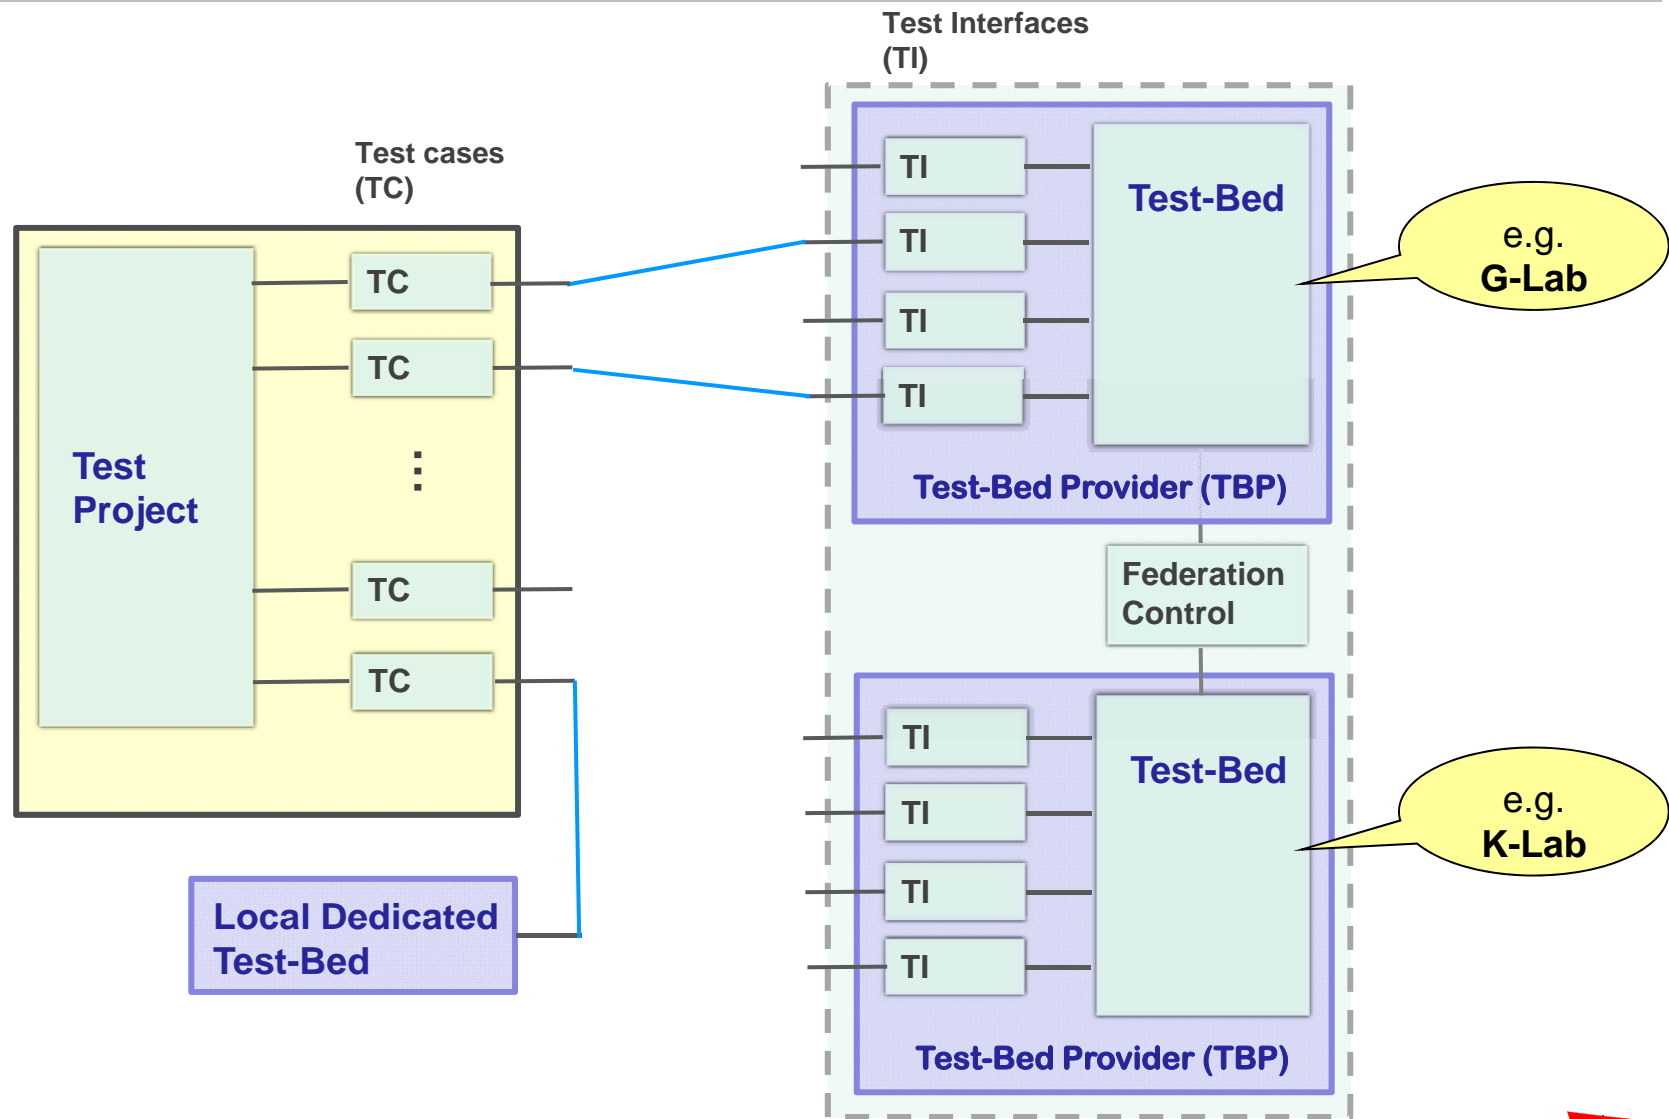 Test Interfaces
(TI)
Test cases
(TC)
Test
Project
TC
TC
⋮
TC
TC
Local Dedicated
Test-Bed
TI
TI
TI
TI
Test-Bed
Test-Bed Provider (TBP)
e.g.
G-Lab
Federation
Control
TI
TI
TI
TI
Test-Bed
Test-Bed Provider (TBP)
e.g.
K-Lab